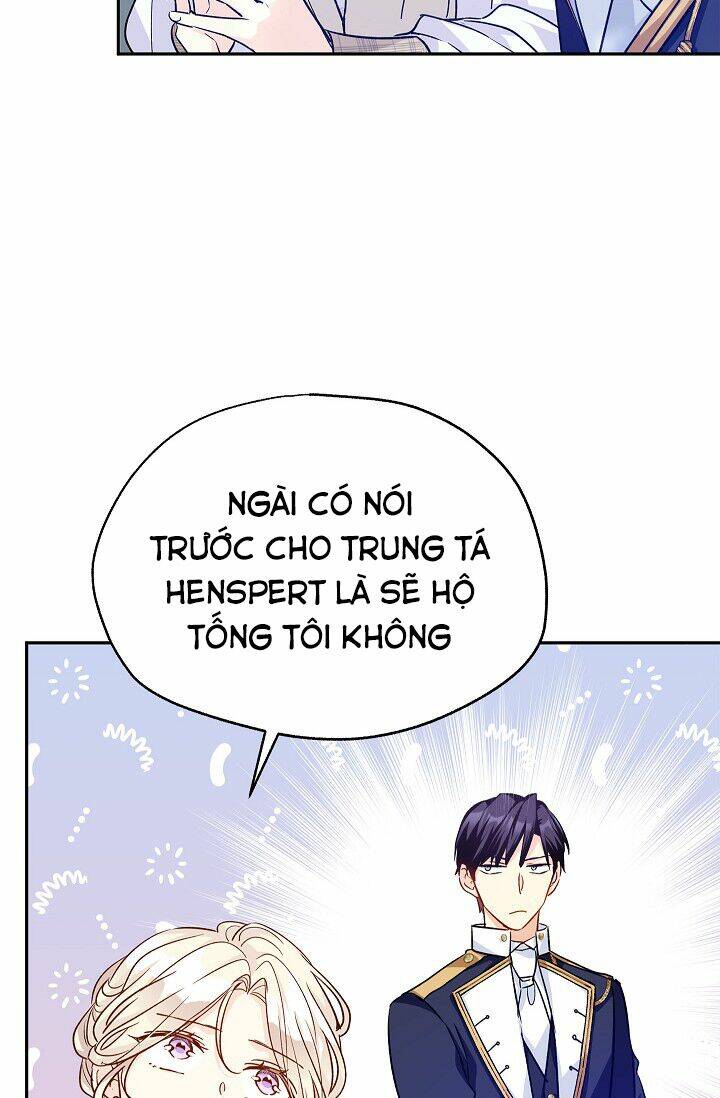 NGÀI CÓ NÓI
TRƯỚC CHO TRUNG TÁ
HENSPERT LÀ SẼ HỘ
TỐNG TÔI KHÔNG